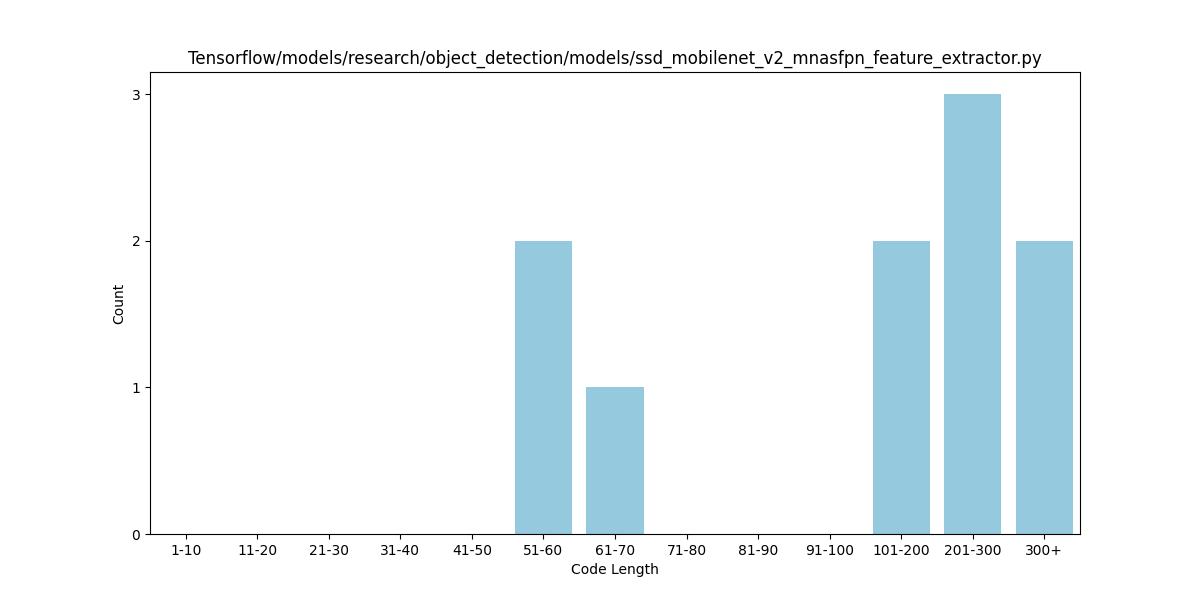 Tensorflow/models/research/object_detection/models/ssd_mobilenet_v2_mnasfpn_feature_extractor.py
3
2
1
0
Count
1-10 11-20 21-30 31-40 41-50 51-60 61-70 71-80 81-90 91-100 101-200 201-300 300+
Code Length